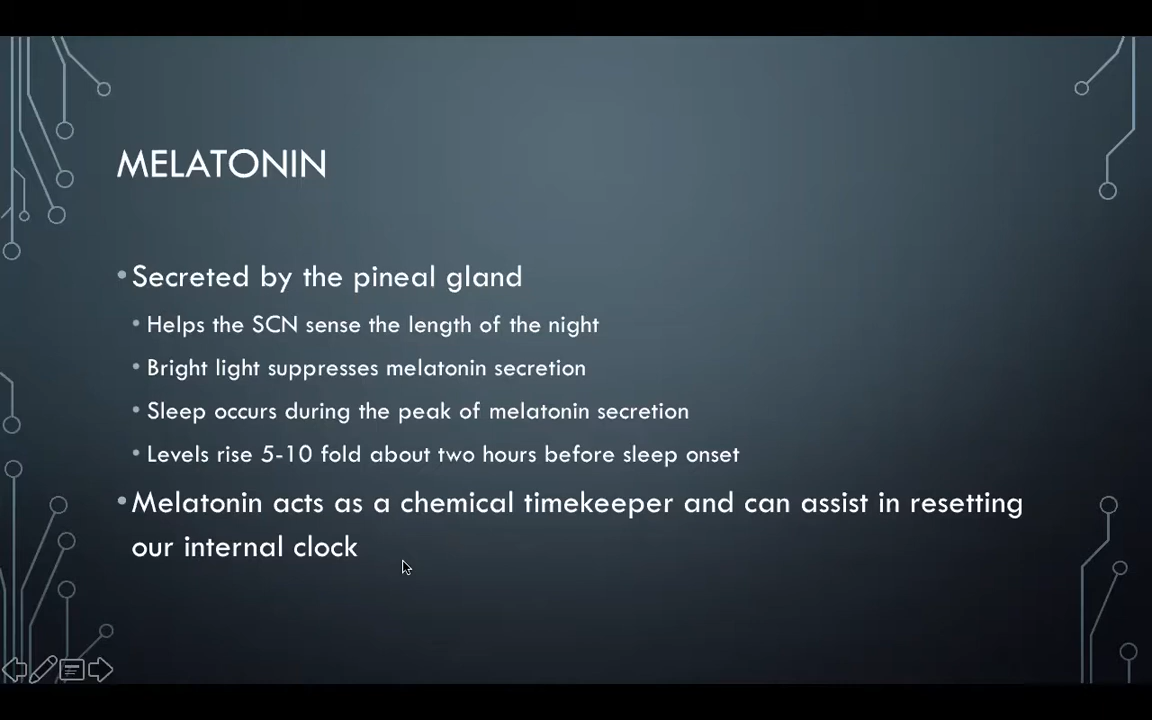 MELATONIN
• Secreted by the pineal gland
• Helps the SCN sense the length of the night
• Bright light suppresses melatonin secretion
• Sleep occurs during the peak of melatonin secretion
• Levels rise 5-10 fold about two hours before sleep onset
• Melatonin acts as a chemical timekeeper and can assist in resetting
our internal clock